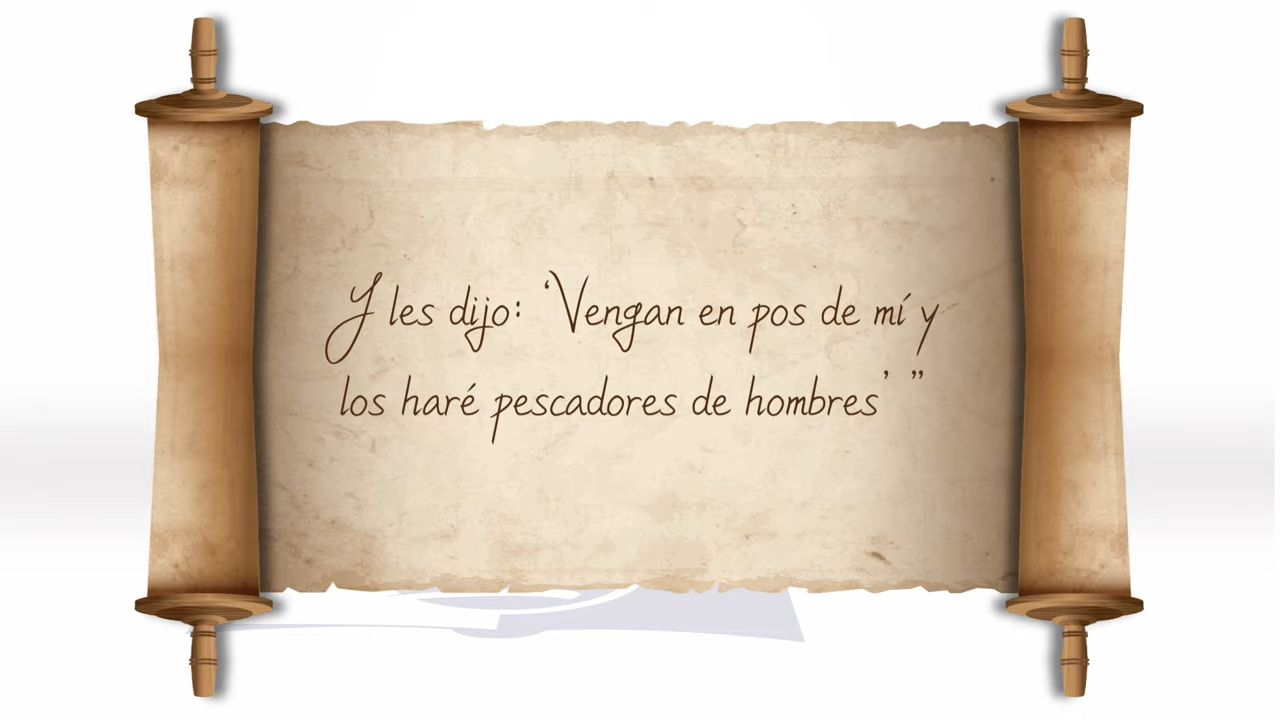 Y les dijo: ‘Vengan en pos de mí y
los haré pescadores de hombres’ ”